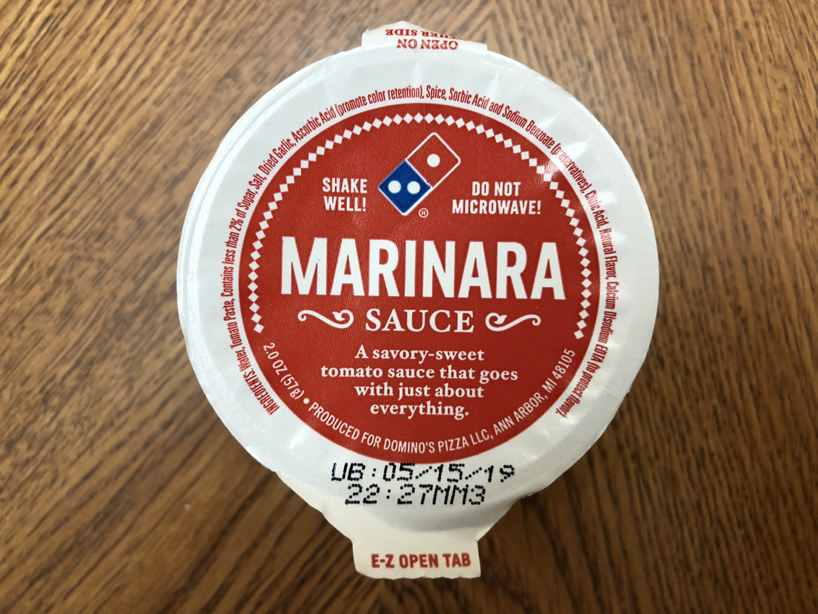 OPEN ON
OTHER SIDE
INGREDIENTS: Water, Tomato Paste, Contains less than 2% of Sugar, Salt, Dried Garlic, Ascorbic Acid (promote color retention), Spice, Sorbic Acid and Sodium Benzoate (preservatives), Citric Acid, Natural Flavor, Calcium Disodium EDTA (to protect flavor).
SHAKE
WELL!
DO NOT
MICROWAVE!
®
MARINARA
SAUCE
A savory-sweet
tomato sauce that goes
with just about
everything.
2.0 OZ (57g) • PRODUCED FOR DOMINO'S PIZZA LLC, ANN ARBOR, MI 48105
UB:05/15/19
22:27MM3
E-Z OPEN TAB